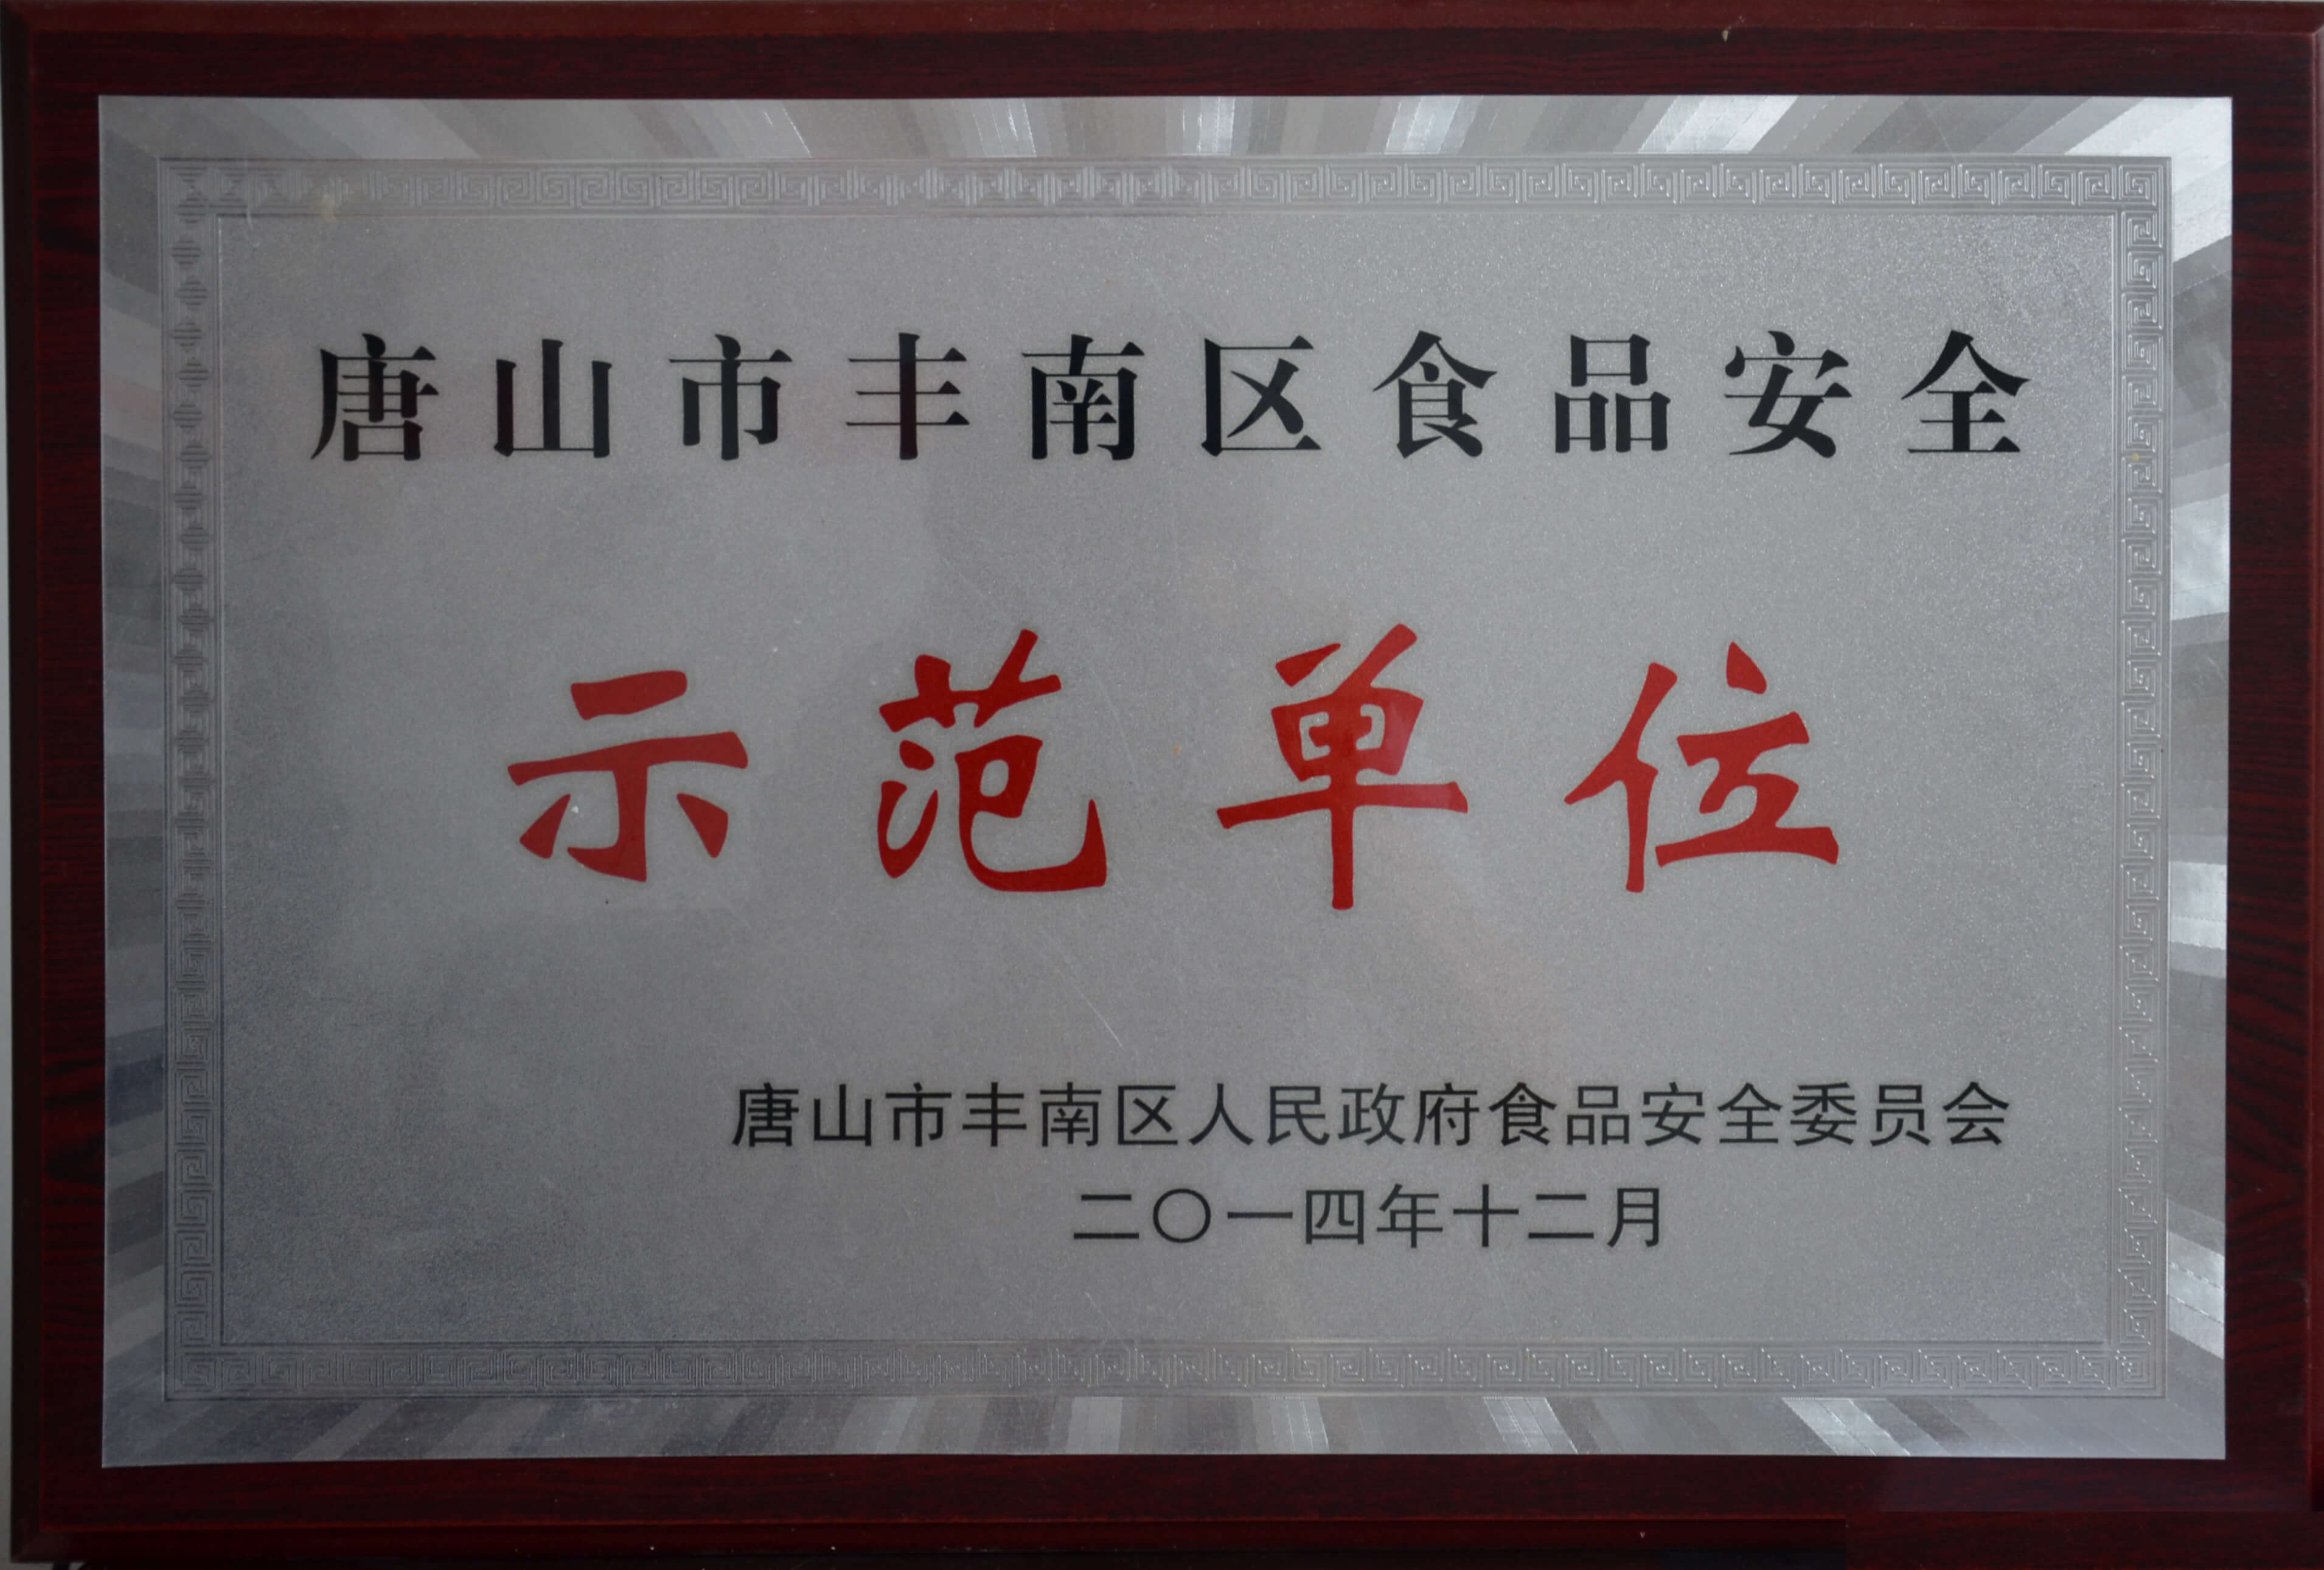 唐山市丰南区食品安全
示范单位
唐山市丰南区人民政府食品安全委员会
二〇一四年十二月